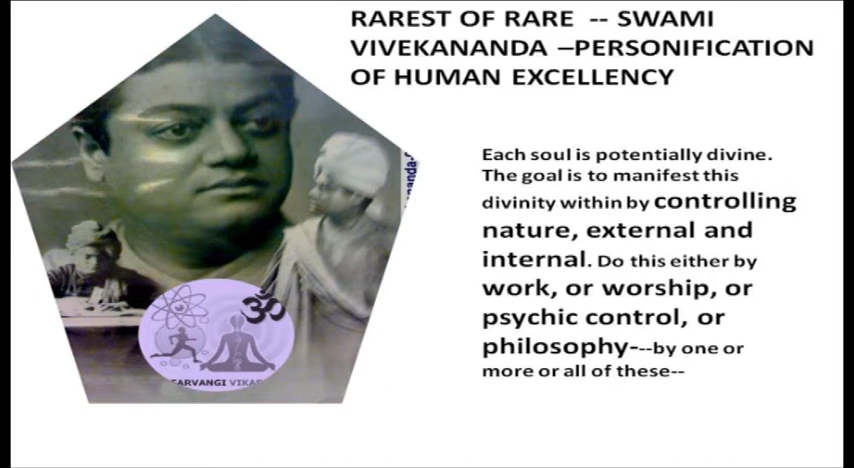 RAREST OF RARE -- SWAMI
VIVEKANANDA –PERSONIFICATION
OF HUMAN EXCELLENCY
Each soul is potentially divine.
The goal is to manifest this
divinity within by controlling
nature, external and
internal. Do this either by
work, or worship, or
psychic control, or
philosophy---by one or
more or all of these--
ॐ